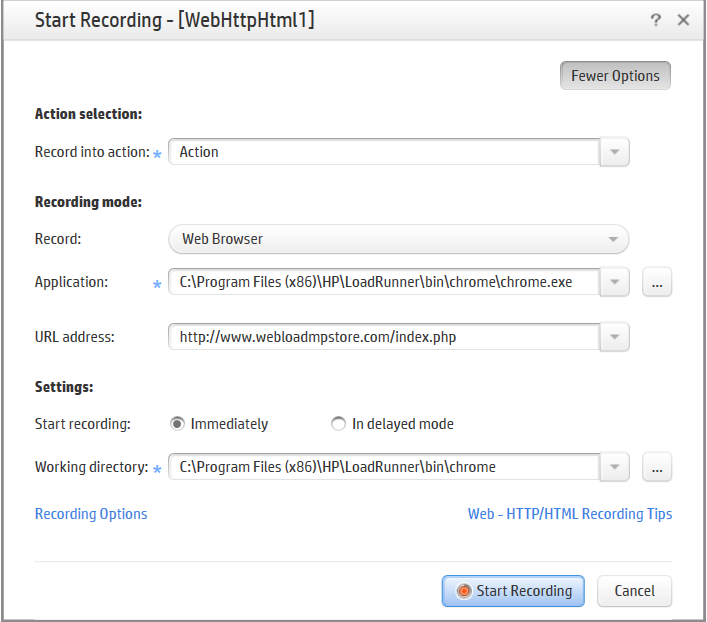 Start Recording - [WebHttpHtml1] ? ×
Fewer Options
Action selection:
Record into action: * Action
Recording mode:
Record: Web Browser
Application: * C:\Program Files (x86)\HP\LoadRunner\bin\chrome\chrome.exe ...
URL address: http://www.webloadmpstore.com/index.php
Settings:
Start recording: Immediately In delayed mode
Working directory: * C:\Program Files (x86)\HP\LoadRunner\bin\chrome ...
Recording Options Web - HTTP/HTML Recording Tips
Start Recording Cancel